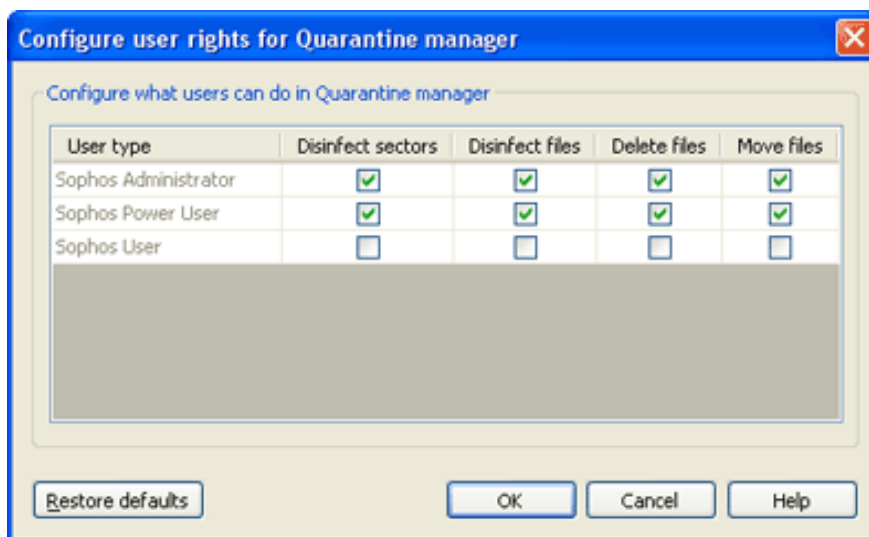 Configure user rights for Quarantine manager
Configure what users can do in Quarantine manager
User type Disinfect sectors Disinfect files Delete files Move files
Sophos Administrator
Sophos Power User
Sophos User
Restore defaults OK Cancel Help